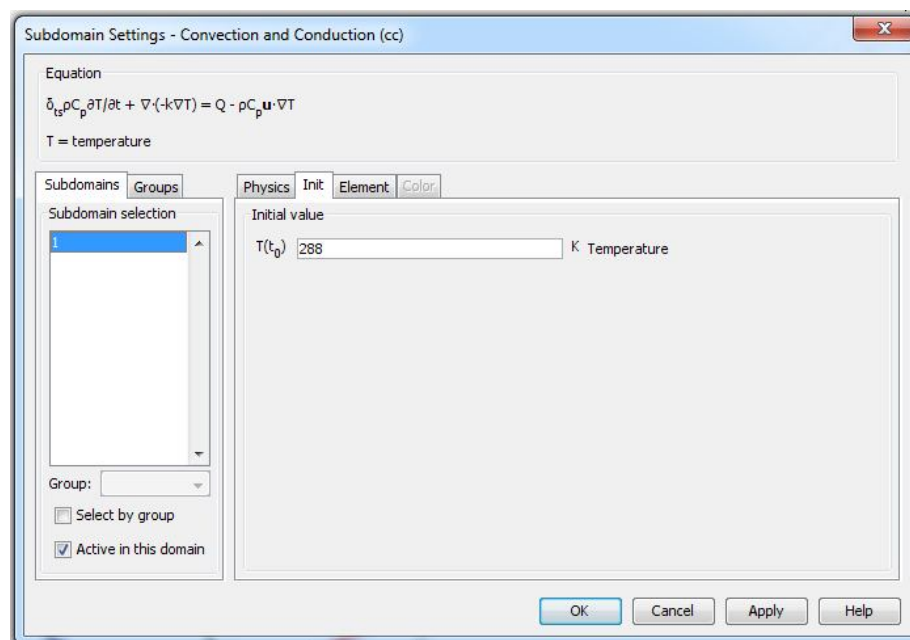 Subdomain Settings - Convection and Conduction (cc)
Equation
δtsρCp∂T/∂t + ∇·(-k∇T) = Q - ρCpu·∇T
T = temperature
Subdomains Groups
Subdomain selection
1
Group:
Select by group
Active in this domain
Physics Init Element Color
Initial value
T(t0) 288 K Temperature
OK Cancel Apply Help